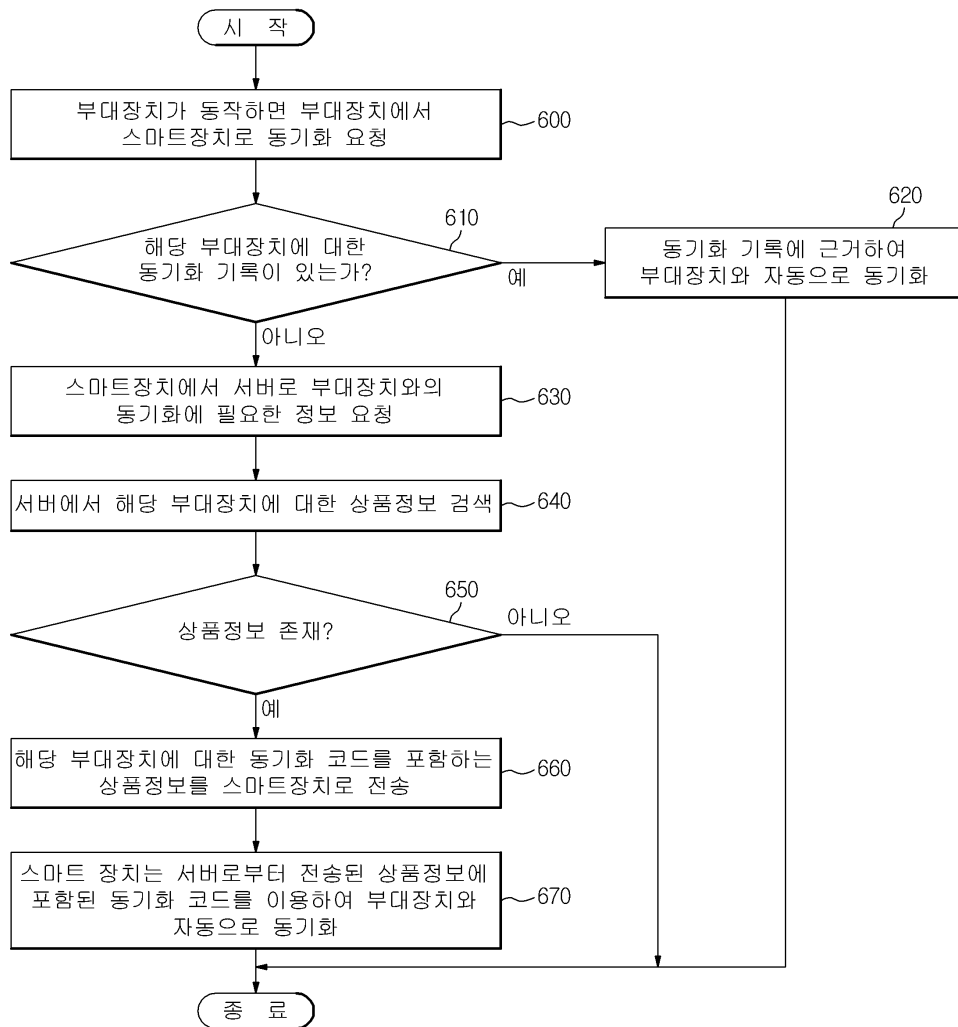 시 작
부대장치가 동작하면 부대장치에서
스마트장치로 동기화 요청
600
해당 부대장치에 대한
동기화 기록이 있는가?
610
예
620
동기화 기록에 근거하여
부대장치와 자동으로 동기화
아니오
스마트장치에서 서버로 부대장치와의
동기화에 필요한 정보 요청
630
서버에서 해당 부대장치에 대한 상품정보 검색
640
상품정보 존재?
650
아니오
예
해당 부대장치에 대한 동기화 코드를 포함하는
상품정보를 스마트장치로 전송
660
스마트 장치는 서버로부터 전송된 상품정보에
포함된 동기화 코드를 이용하여 부대장치와
자동으로 동기화
670
종 료